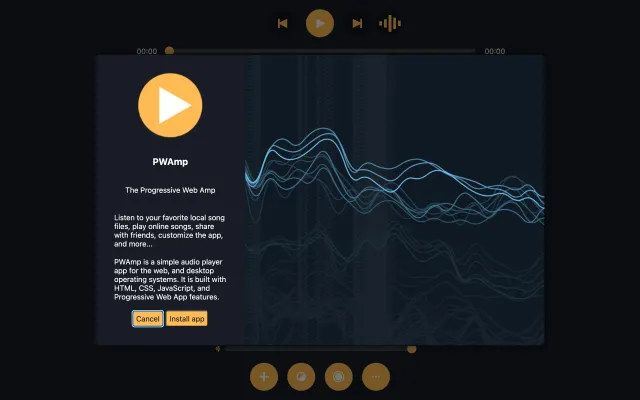 00:00
00:00
PWAmp
The Progressive Web Amp
Listen to your favorite local song
files, play online songs, share
with friends, customize the app,
and more...
PWAmp is a simple audio player
app for the web, and desktop
operating systems. It is built with
HTML, CSS, JavaScript, and
Progressive Web App features.
Cancel Install app